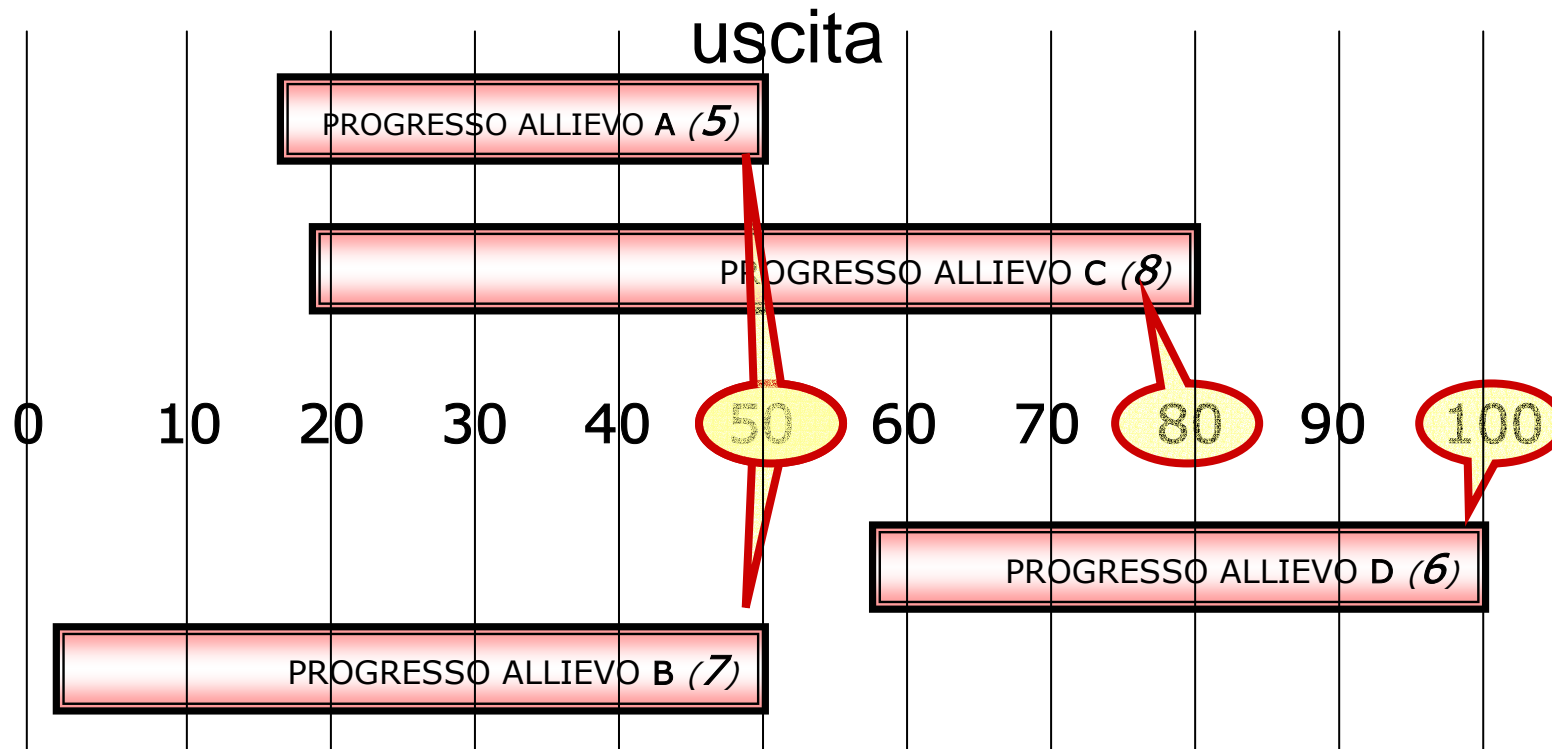 uscita
PROGRESSO ALLIEVO A (5)
PROGRESSO ALLIEVO C (8)
0 10 20 30 40 50 60 70 80 90 100
PROGRESSO ALLIEVO D (6)
PROGRESSO ALLIEVO B (7)